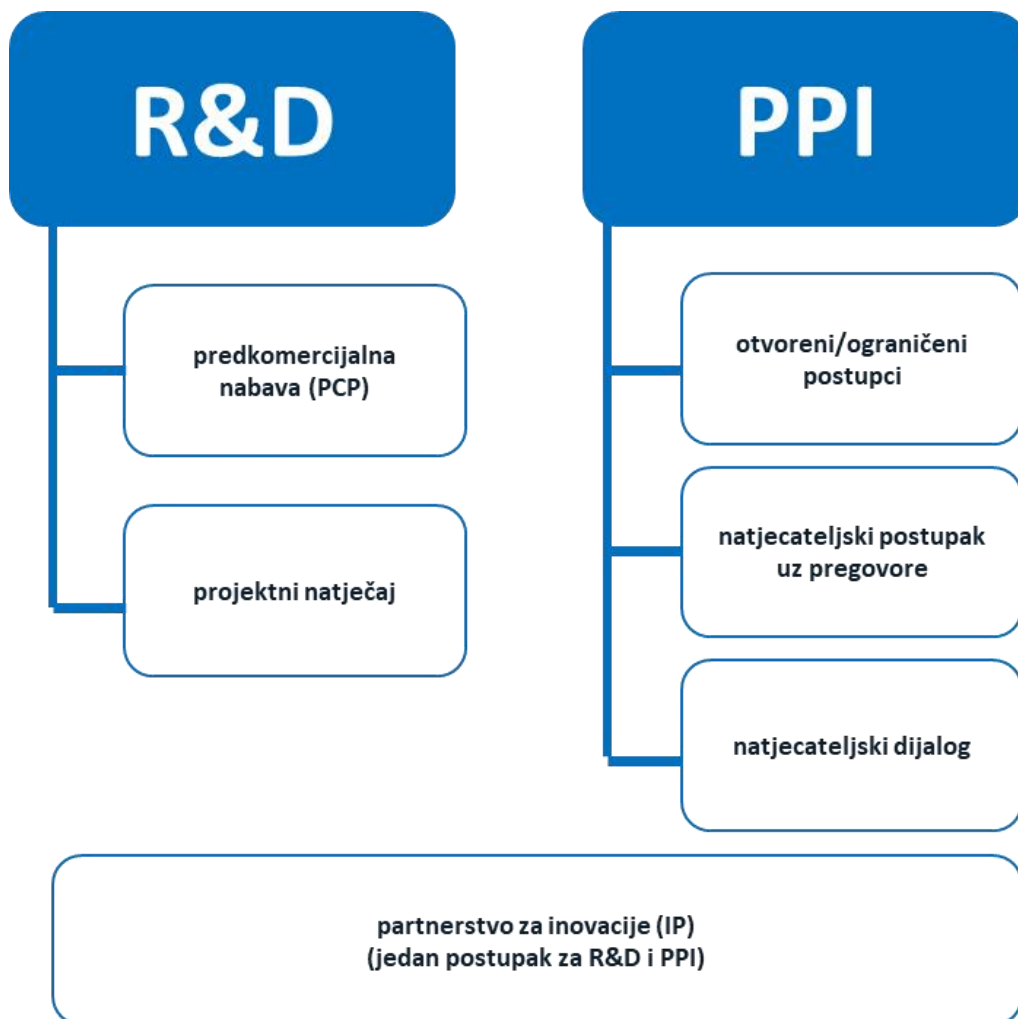 R&D
predkomercijalna
nabava (PCP)
projektni natječaj
PPI
otvoreni/ograničeni
postupci
natjecateljski postupak
uz pregovore
natjecateljski dijalog
partnerstvo za inovacije (IP)
(jedan postupak za R&D i PPI)